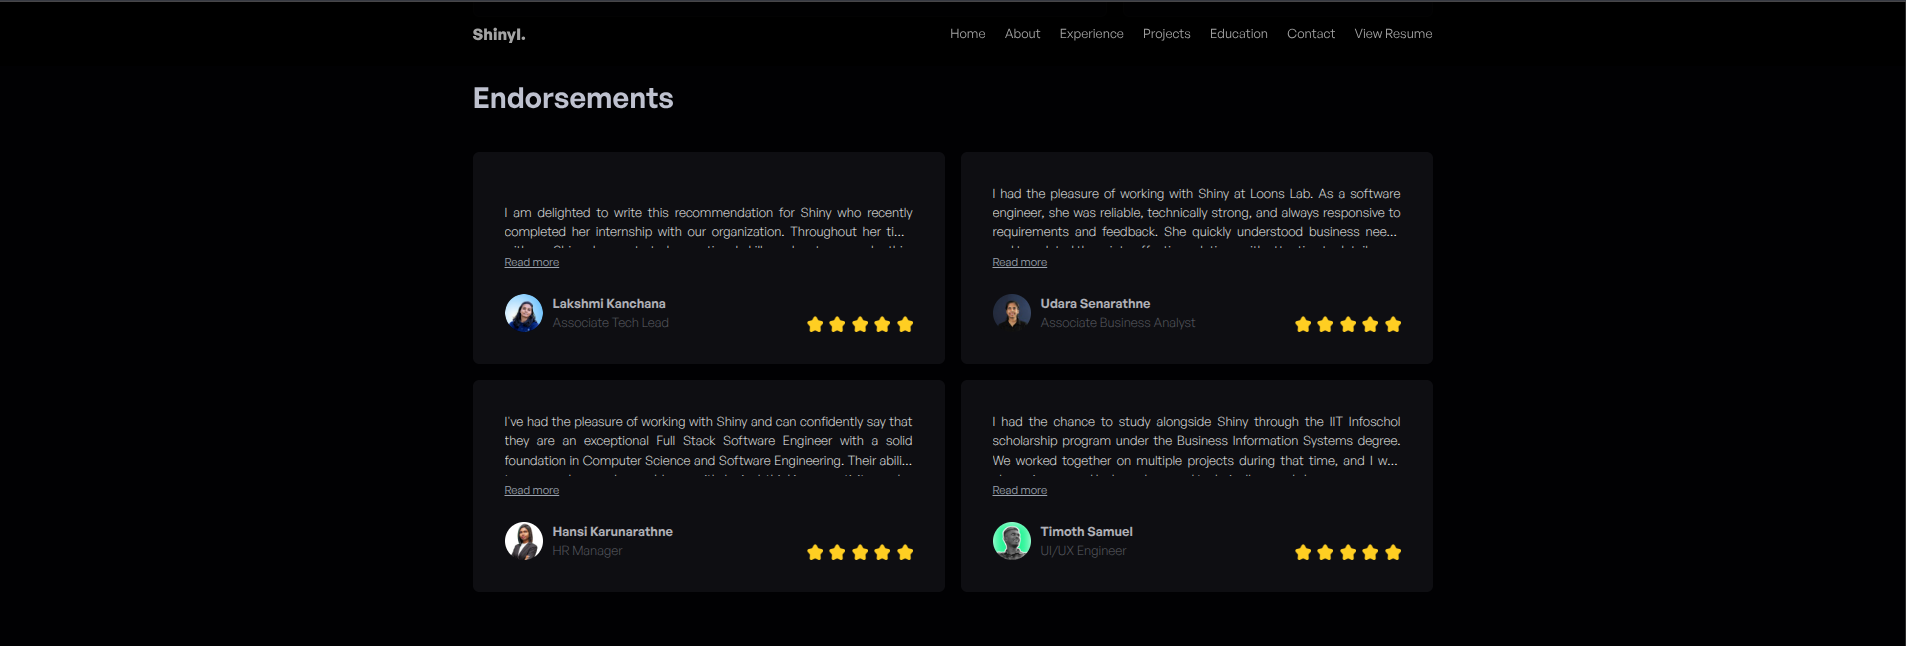 Shinyl.
Home About Experience Projects Education Contact View Resume
Endorsements
I am delighted to write this recommendation for Shiny who recently
completed her internship with our organization. Throughout her ti...
Read more
Lakshmi Kanchana
Associate Tech Lead
I had the pleasure of working with Shiny at Loons Lab. As a software
engineer, she was reliable, technically strong, and always responsive to
requirements and feedback. She quickly understood business nee...
Read more
Udara Senarathne
Associate Business Analyst
I've had the pleasure of working with Shiny and can confidently say that
they are an exceptional Full Stack Software Engineer with a solid
foundation in Computer Science and Software Engineering. Their abili...
Read more
Hansi Karunarathne
HR Manager
I had the chance to study alongside Shiny through the IIT Infoschol
scholarship program under the Business Information Systems degree.
We worked together on multiple projects during that time, and I w...
Read more
Timoth Samuel
UI/UX Engineer